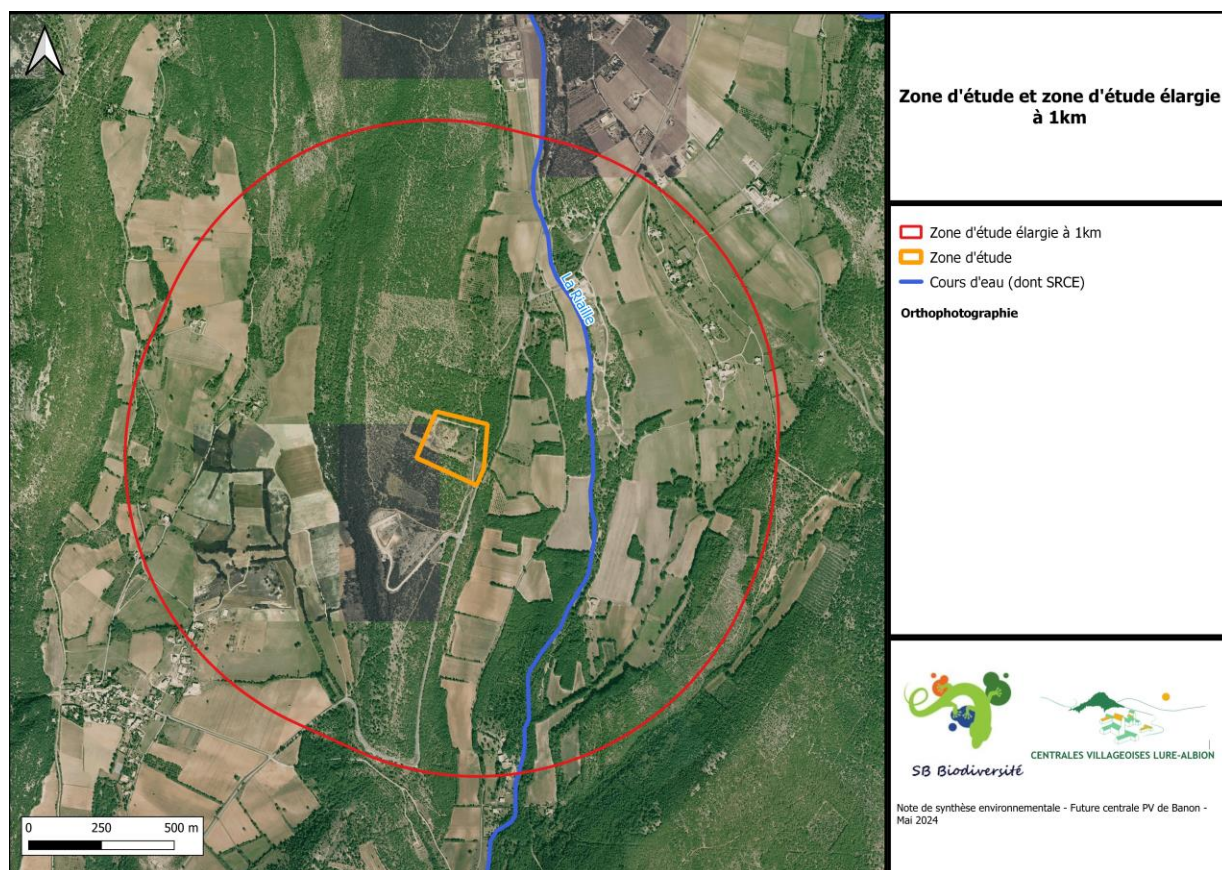 Zone d'étude et zone d'étude élargie
à 1km
Zone d'étude élargie à 1km
Zone d'étude
Cours d'eau (dont SRCE)
Orthophotographie
La Riaille
0 250 500 m
SB Biodiversité
CENTRALES VILLAGEOISES LURE-ALBION
Note de synthèse environnementale - Future centrale PV de Banon -
Mai 2024